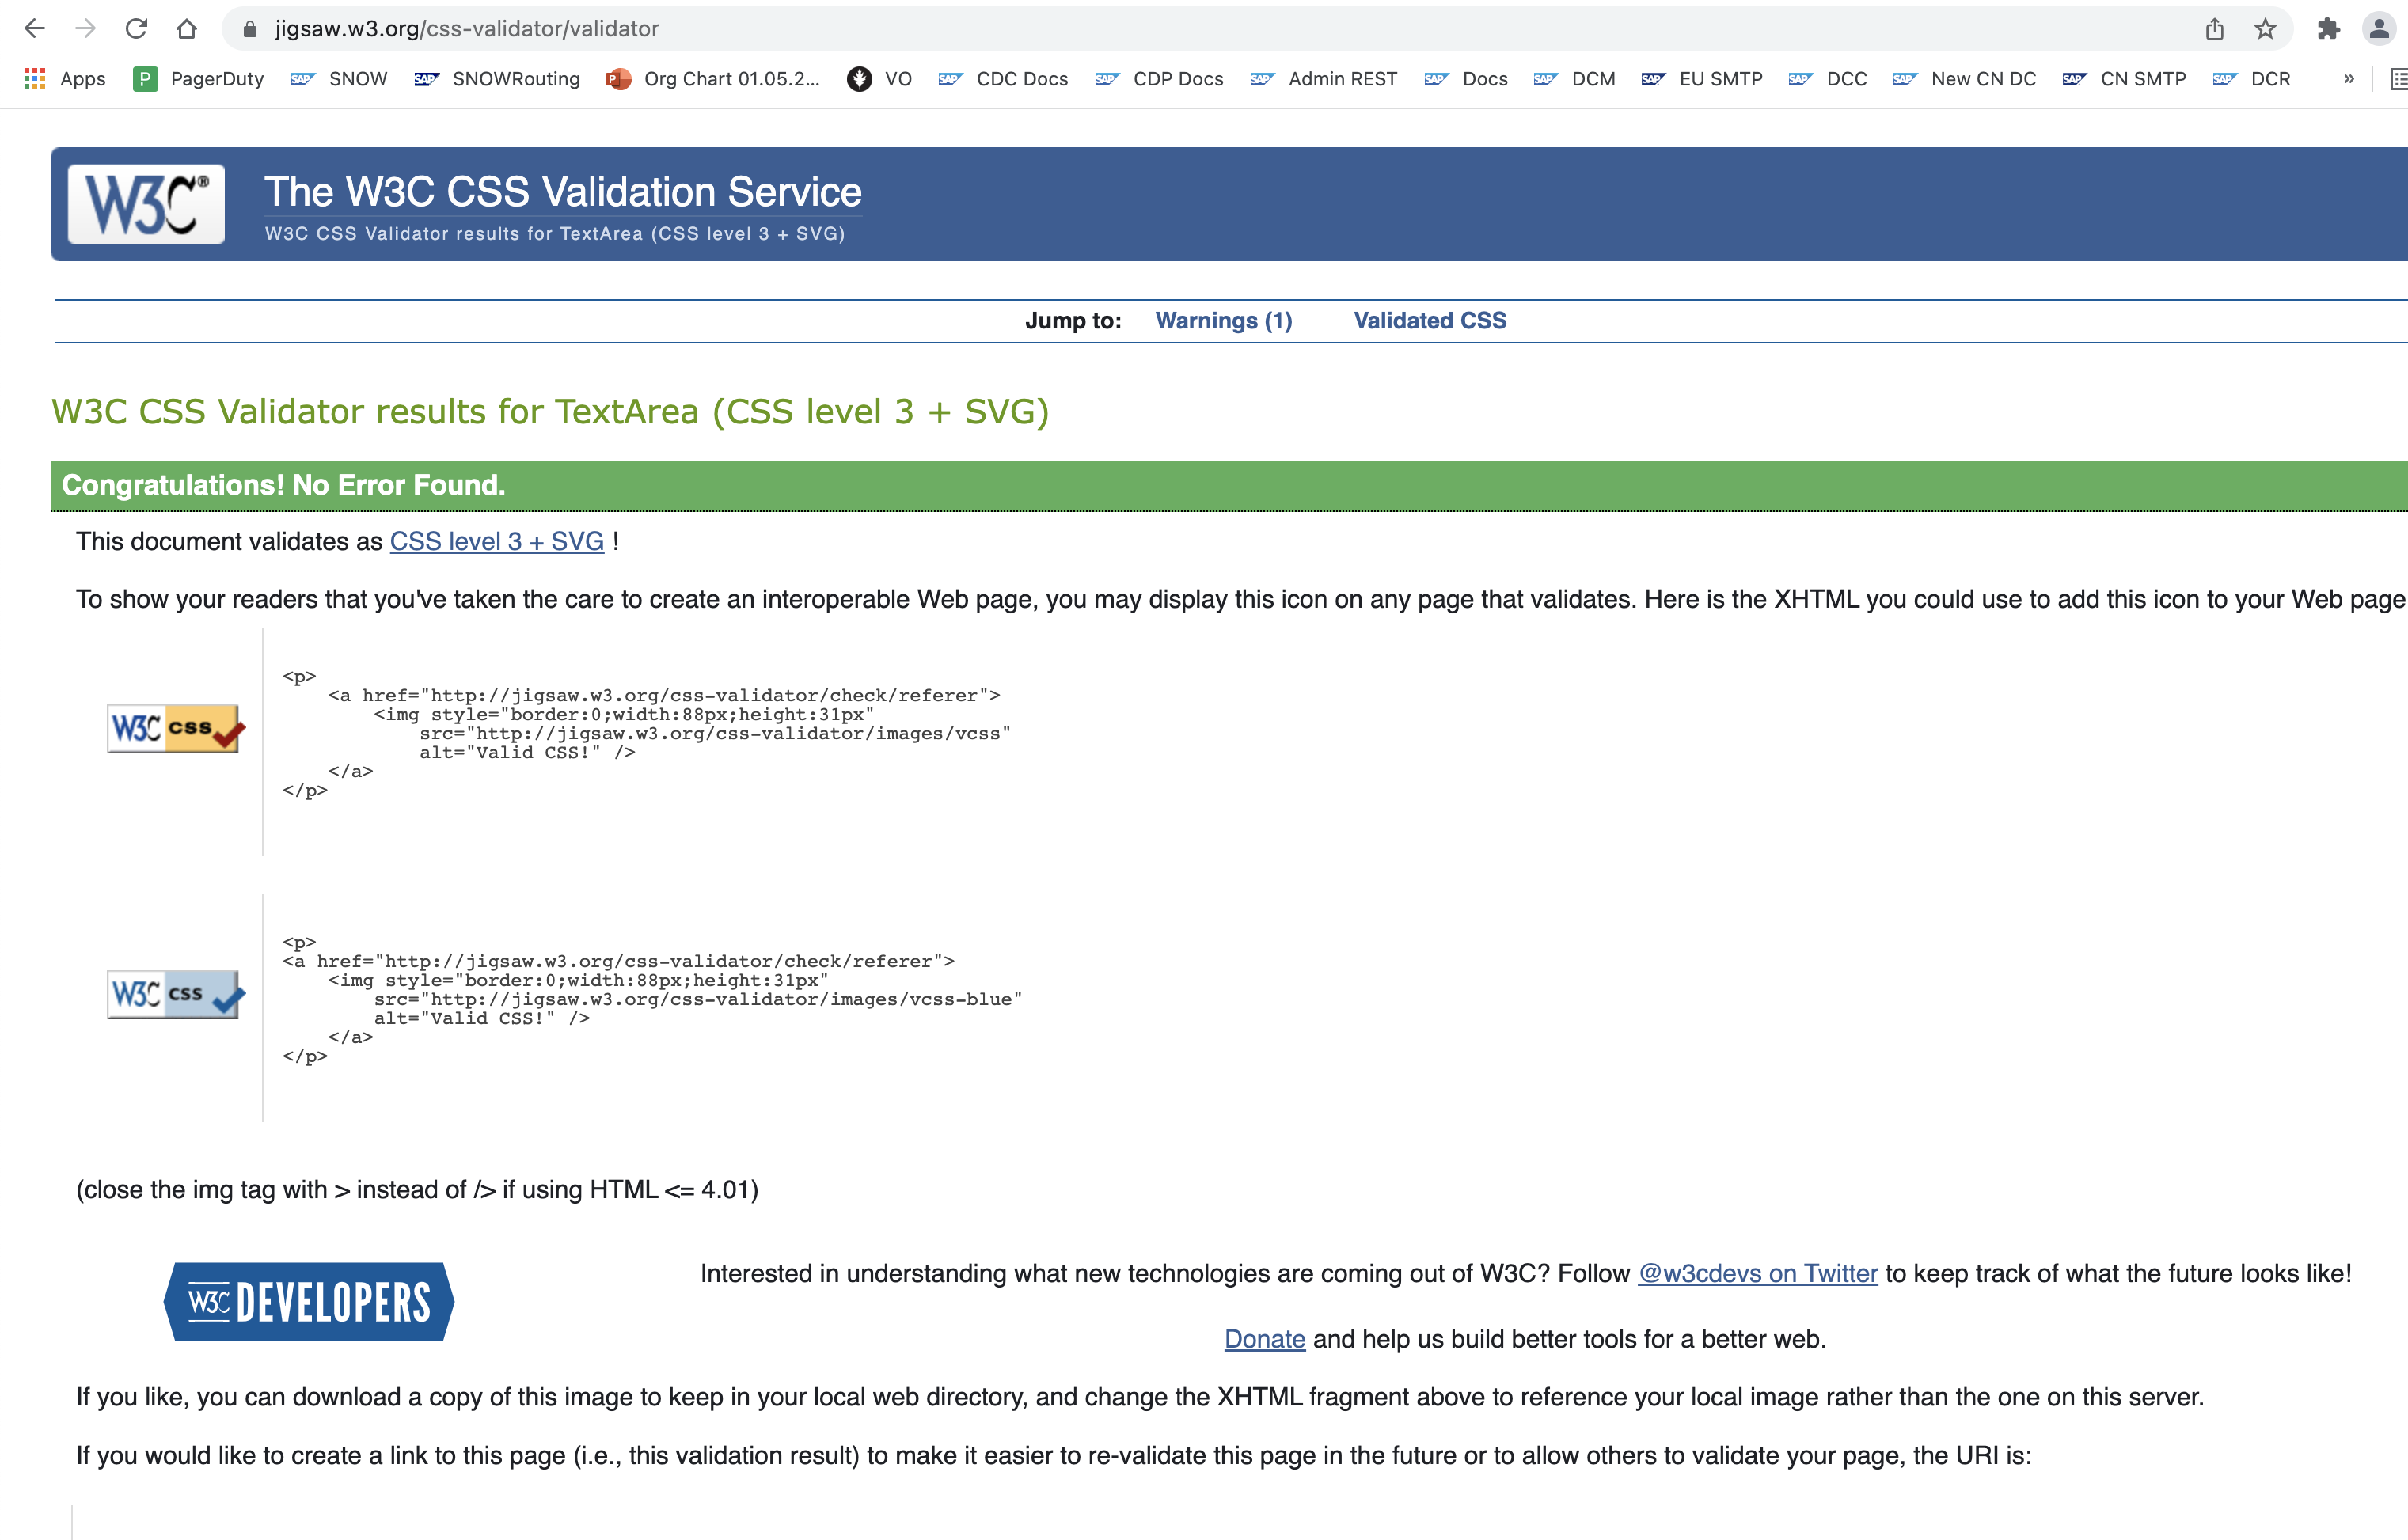 jigsaw.w3.org/css-validator/validator
Apps P PagerDuty SAP SNOW SAP SNOWRouting P Org Chart 01.05.2... VO SAP CDC Docs SAP CDP Docs SAP Admin REST SAP Docs SAP DCM SAP EU SMTP SAP DCC SAP New CN DC SAP CN SMTP SAP DCR »
W3C® The W3C CSS Validation Service
W3C CSS Validator results for TextArea (CSS level 3 + SVG)
Jump to: Warnings (1) Validated CSS
W3C CSS Validator results for TextArea (CSS level 3 + SVG)
Congratulations! No Error Found.
This document validates as CSS level 3 + SVG !
To show your readers that you've taken the care to create an interoperable Web page, you may display this icon on any page that validates. Here is the XHTML you could use to add this icon to your Web page
W3C css
<p>
<a href="http://jigsaw.w3.org/css-validator/check/referer">
<img style="border:0;width:88px;height:31px"
src="http://jigsaw.w3.org/css-validator/images/vcss"
alt="Valid CSS!" />
</a>
</p>
W3C css
<p>
<a href="http://jigsaw.w3.org/css-validator/check/referer">
<img style="border:0;width:88px;height:31px"
src="http://jigsaw.w3.org/css-validator/images/vcss-blue"
alt="Valid CSS!" />
</a>
</p>
(close the img tag with > instead of /> if using HTML <= 4.01)
W3C DEVELOPERS
Interested in understanding what new technologies are coming out of W3C? Follow @w3cdevs on Twitter to keep track of what the future looks like!
Donate and help us build better tools for a better web.
If you like, you can download a copy of this image to keep in your local web directory, and change the XHTML fragment above to reference your local image rather than the one on this server.
If you would like to create a link to this page (i.e., this validation result) to make it easier to re-validate this page in the future or to allow others to validate your page, the URI is: